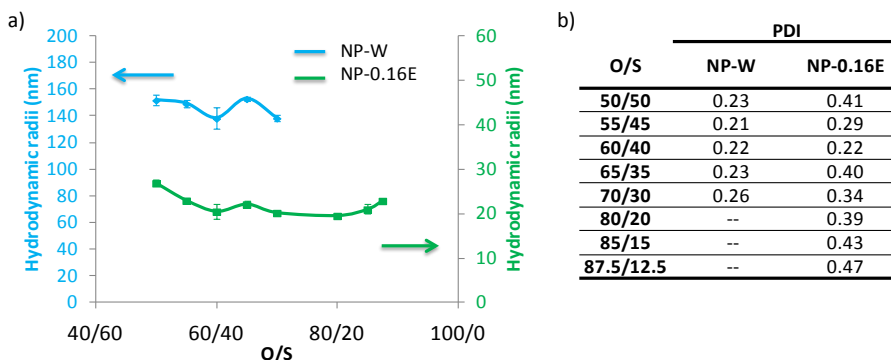 a)
Hydrodynamic radii (nm)
200
180
160
140
120
100
80
60
40
20
0
NP-W
NP-0.16E
60
50
40
30
20
10
0
Hydrodynamic radii (nm)
40/60 60/40 80/20 100/0
O/S
b)
PDI
O/S NP-W NP-0.16E
50/50 0.23 0.41
55/45 0.21 0.29
60/40 0.22 0.22
65/35 0.23 0.40
70/30 0.26 0.34
80/20 -- 0.39
85/15 -- 0.43
87.5/12.5 -- 0.47